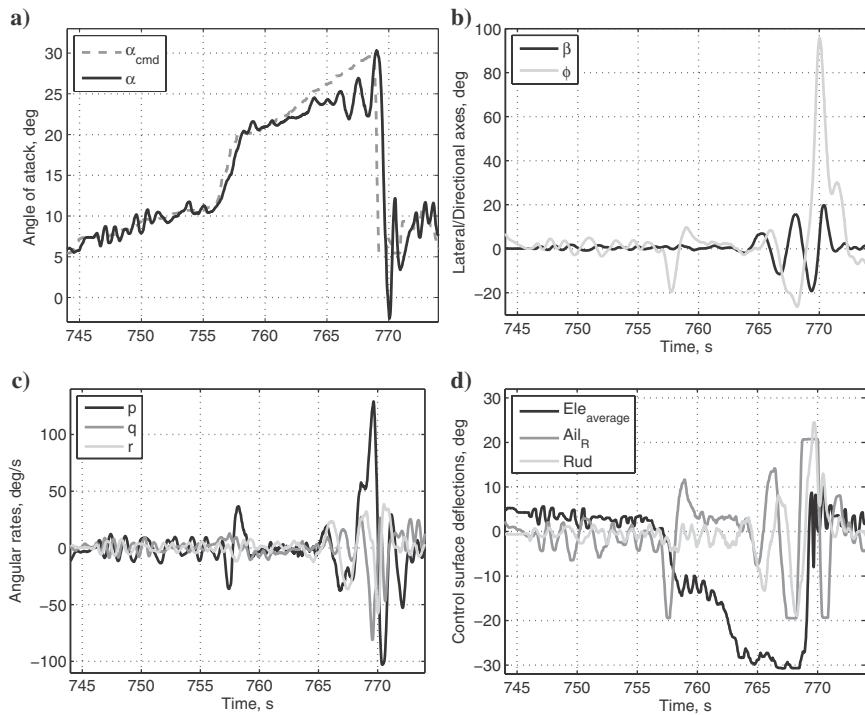 a)
30
25
20
15
10
5
0
Angle of atack, deg
α_cmd
α
745 750 755 760 765 770
b)
100
80
60
40
20
0
−20
Lateral/Directional axes, deg
β
ϕ
745 750 755 760 765 770
Time, s
c)
100
50
0
−50
−100
Angular rates, deg/s
p
q
r
745 750 755 760 765 770
Time, s
d)
30
20
10
0
−10
−20
−30
Control surface deflections, deg
Ele_average
Ail_R
Rud
745 750 755 760 765 770
Time, s